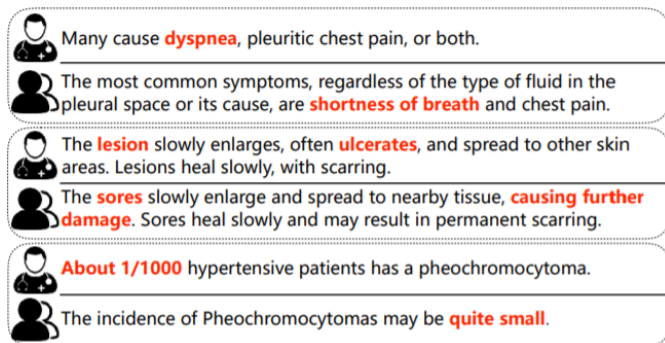 Many cause dyspnea, pleuritic chest pain, or both.
The most common symptoms, regardless of the type of fluid in the
pleural space or its cause, are shortness of breath and chest pain.
The lesion slowly enlarges, often ulcerates, and spread to other skin
areas. Lesions heal slowly, with scarring.
The sores slowly enlarge and spread to nearby tissue, causing further
damage. Sores heal slowly and may result in permanent scarring.
About 1/1000 hypertensive patients has a pheochromocytoma.
The incidence of Pheochromocytomas may be quite small.